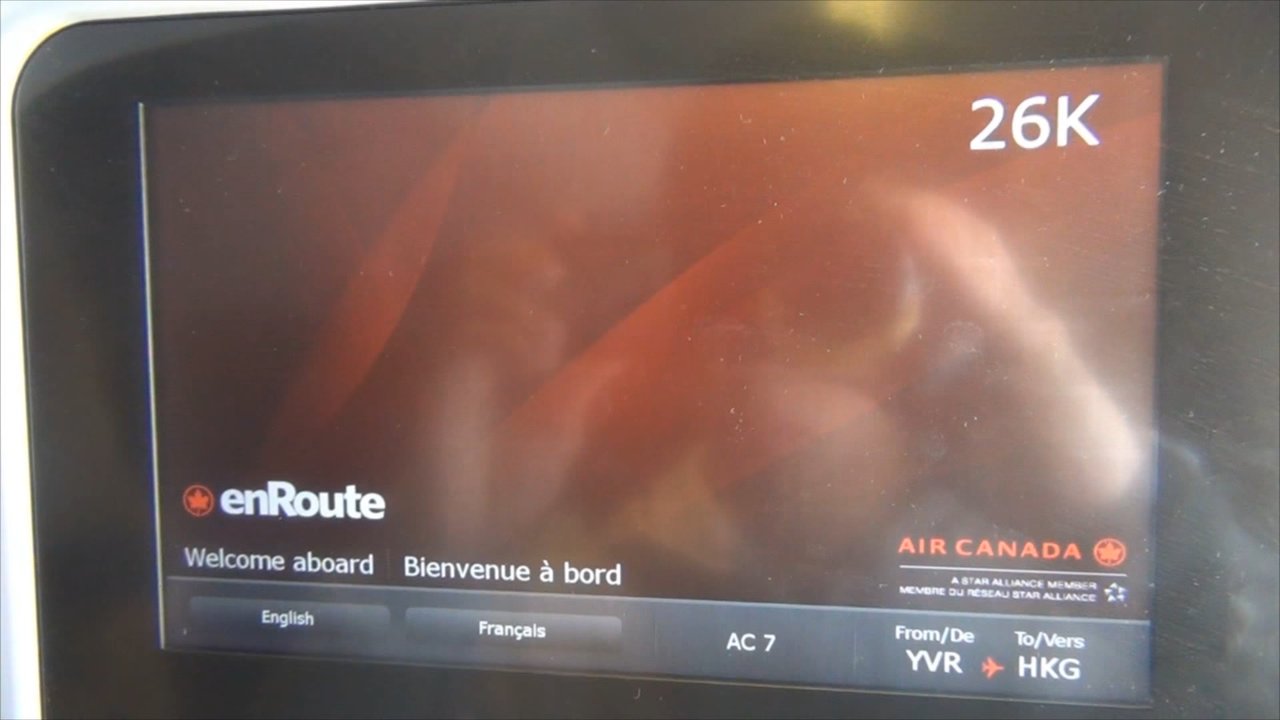 26K
enRoute
Welcome aboard Bienvenue à bord
AIR CANADA
A STAR ALLIANCE MEMBER
MEMBRE DU RÉSEAU STAR ALLIANCE
English Français AC 7
From/De To/Vers
YVR HKG